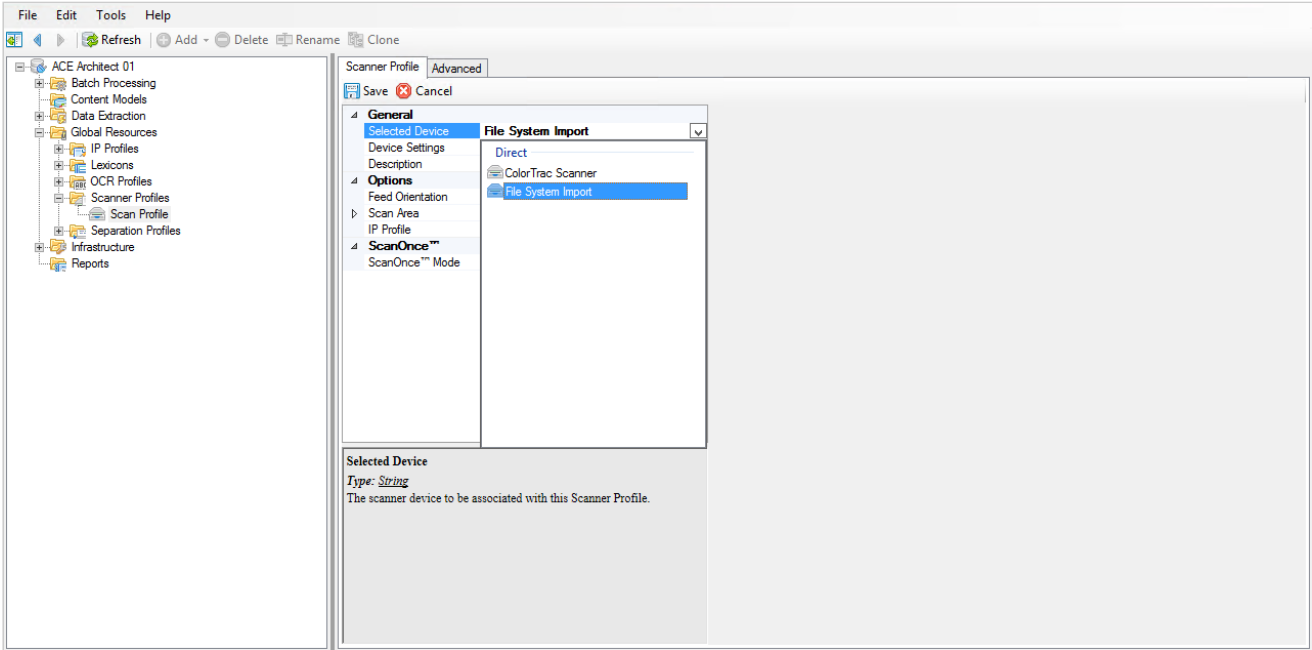 File Edit Tools Help
Refresh Add Delete Rename Clone
ACE Architect 01
Batch Processing
Content Models
Data Extraction
Global Resources
IP Profiles
Lexicons
OCR Profiles
Scanner Profiles
Scan Profile
Separation Profiles
Infrastructure
Reports
Scanner Profile Advanced
Save Cancel
General
Selected Device File System Import
Device Settings
Description
Options
Feed Orientation
Scan Area
IP Profile
ScanOnce™
ScanOnce™ Mode
Direct
ColorTrac Scanner
File System Import
Selected Device
Type: String
The scanner device to be associated with this Scanner Profile.